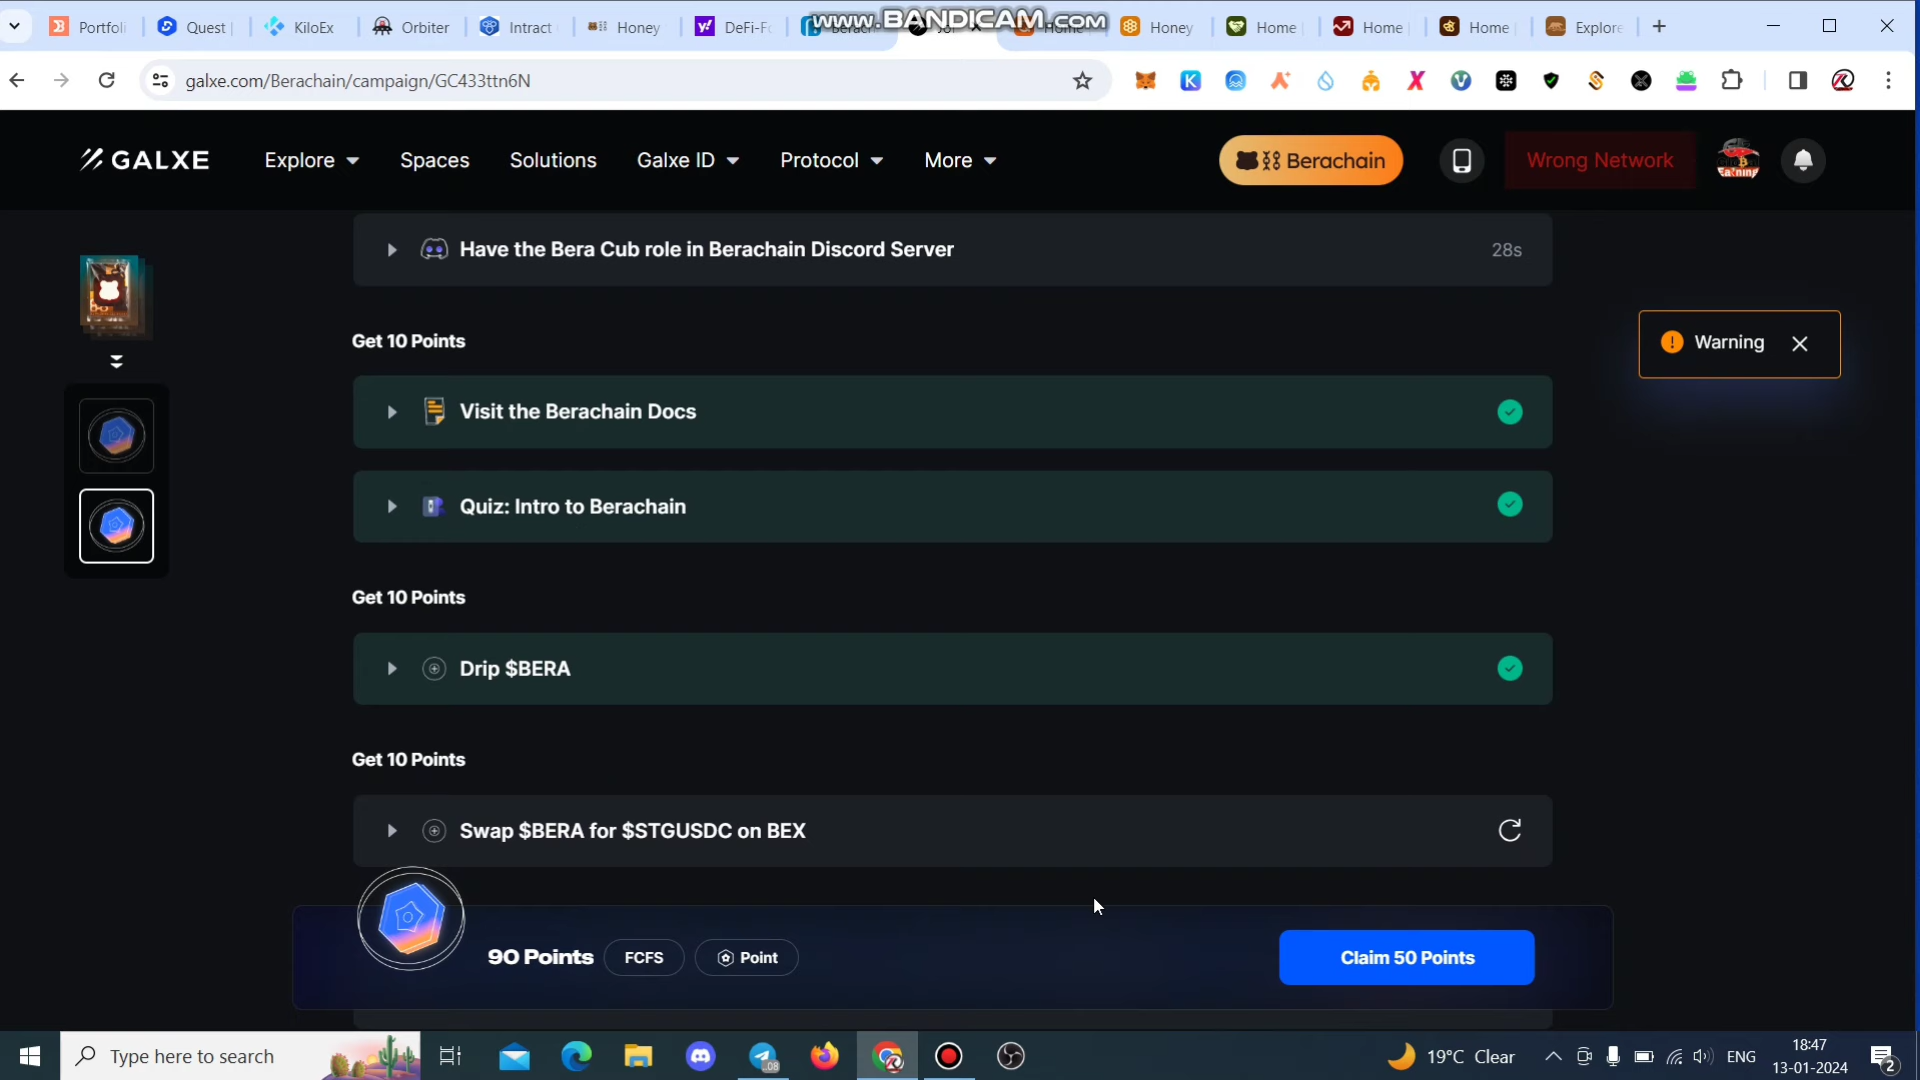 www.BANDICAM.com
Portfoli
Quest
KiloEx
Orbiter
Intract
Honey
DeFi-Fo
Home
Honey
Home
Home
Home
Explore
galxe.com/Berachain/campaign/GC433ttn6N
GALXE
Explore
Spaces
Solutions
Galxe ID
Protocol
More
Berachain
Wrong Network
Have the Bera Cub role in Berachain Discord Server
28s
Warning
Get 10 Points
Visit the Berachain Docs
Quiz: Intro to Berachain
Get 10 Points
Drip $BERA
Get 10 Points
Swap $BERA for $STGUSDC on BEX
90 Points
FCFS
Point
Claim 50 Points
Type here to search
19°C Clear
ENG
18:47
13-01-2024
2